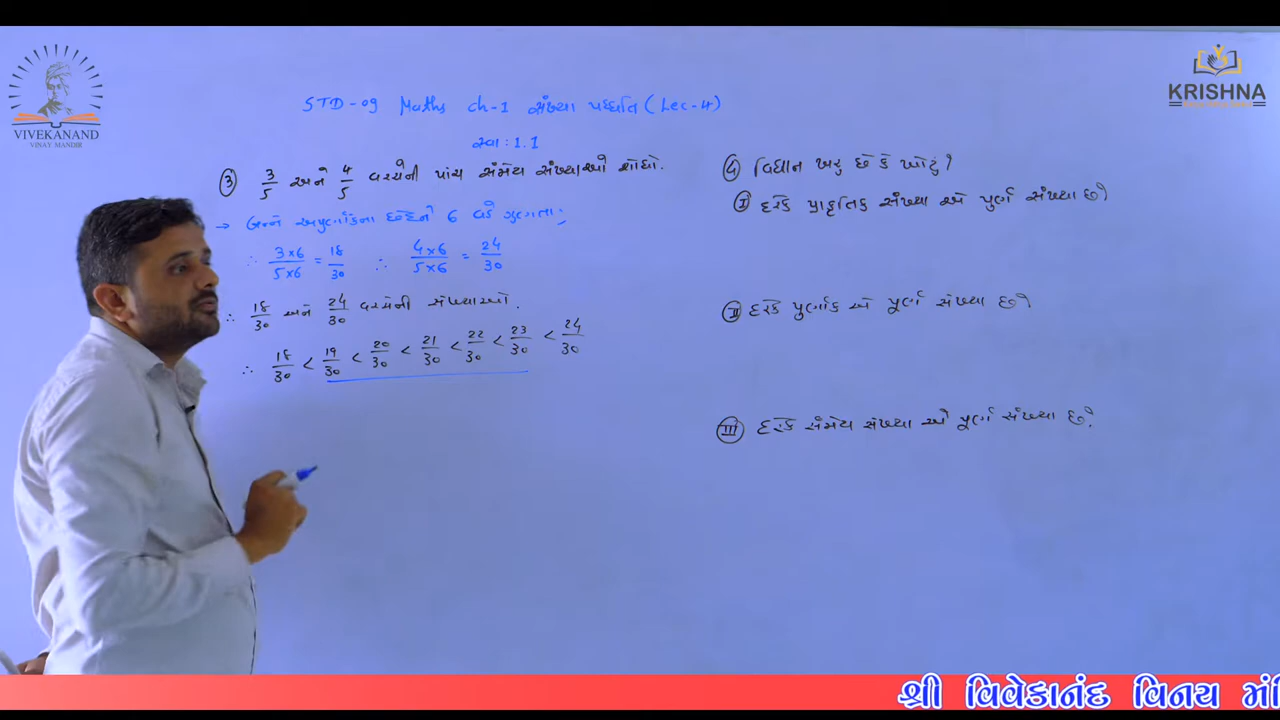 VIVEKANAND
VINAY MANDIR
KRISHNA
STD-09 Maths ch-1 સંખ્યા પધ્ધતિ (Lec-4)
સ્વા: 1.1
③ 3/5 અને 4/5 વચ્ચેની પાંચ સંમેય સંખ્યાઓ શોધો.
→ બન્ને અપુર્ણાંકના છેદને 6 વડે ગુણતા:
∴ 3×6/5×6 = 18/30 ∴ 4×6/5×6 = 24/30
∴ 18/30 અને 24/30 વચ્ચેની સંખ્યાઓ.
∴ 18/30 < 19/30 < 20/30 < 21/30 < 22/30 < 23/30 < 24/30
④ વિધાન ખરુ છે કે ખોટું?
Ⅰ દરેક પ્રાકૃતિક સંખ્યા એ પુર્ણ સંખ્યા છે?
Ⅱ દરેક પુર્ણાંક એ પૂર્ણ સંખ્યા છે?
Ⅲ દરેક સંમેય સંખ્યા એ પૂર્ણ સંખ્યા છે?
શ્રી વિવેકાનંદ વિનય મં